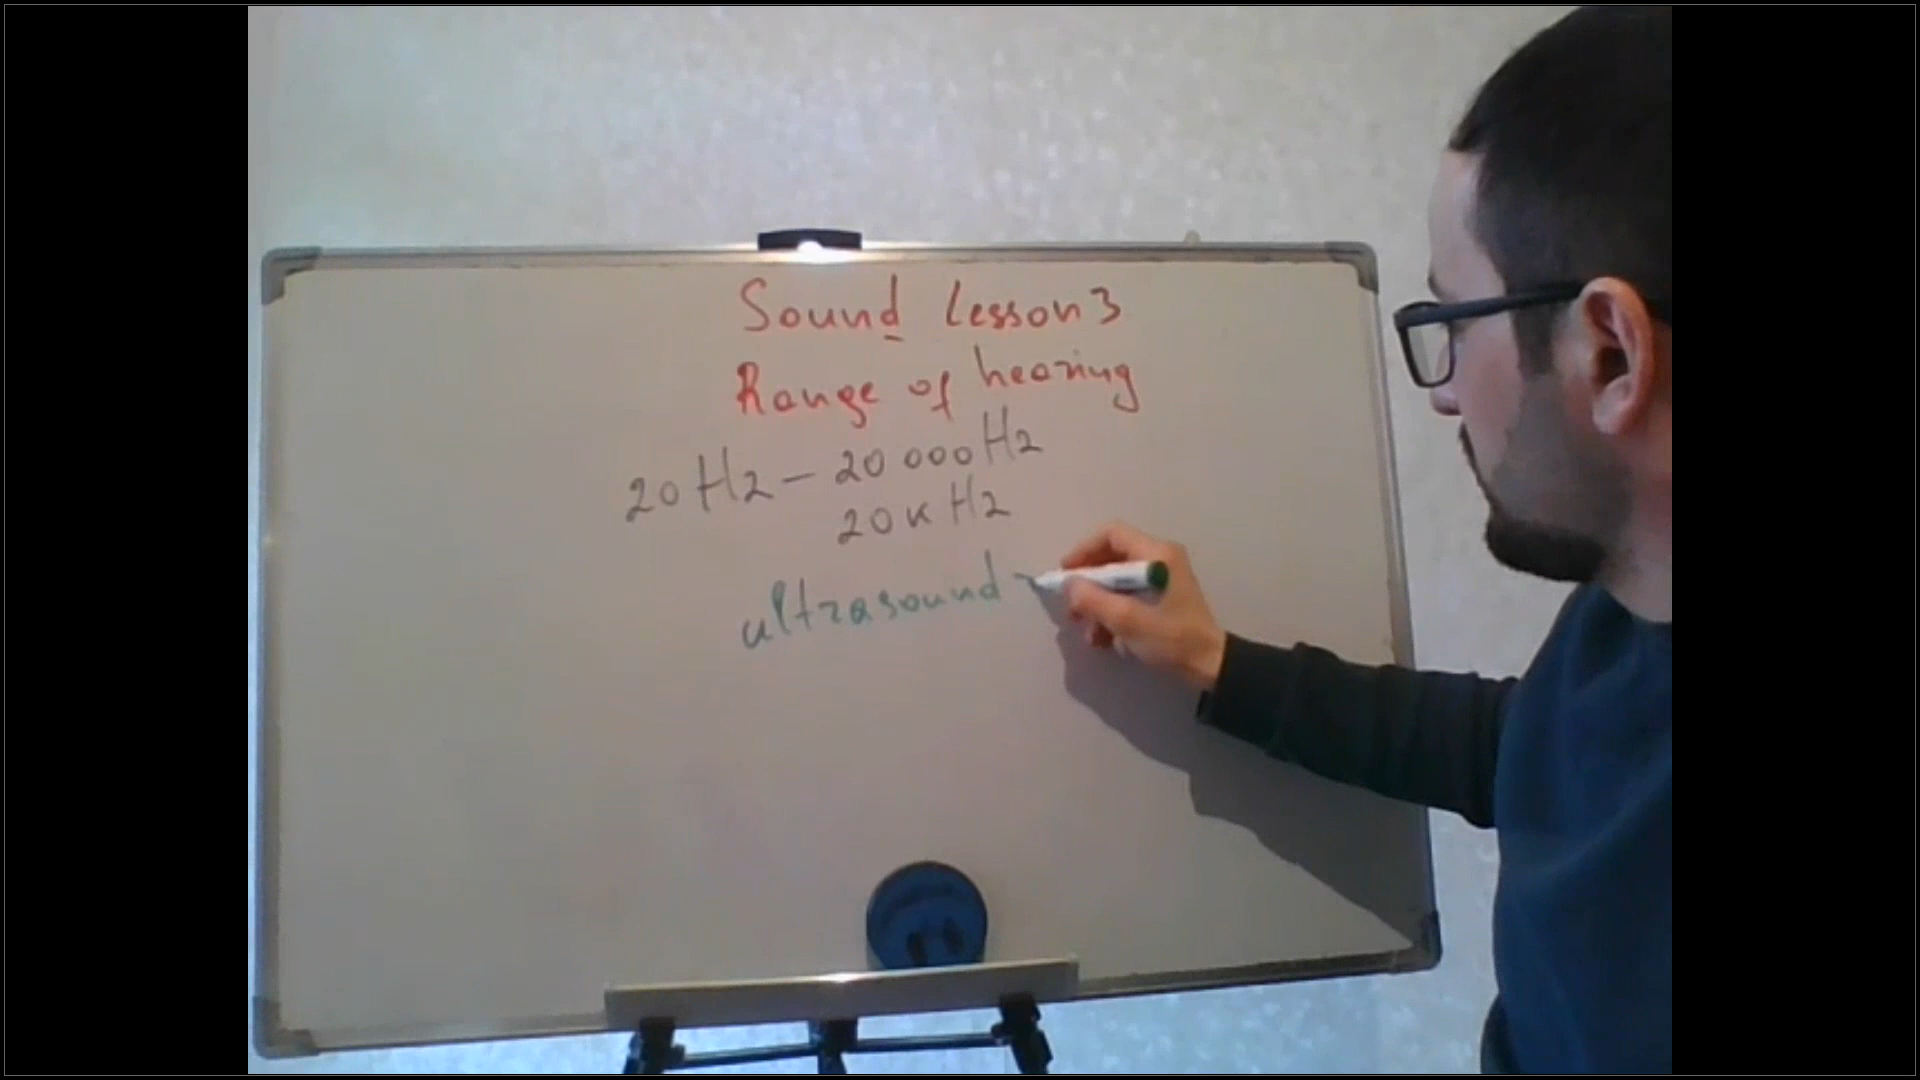 Sound Lesson 3
Range of hearing
20 Hz – 20 000 Hz
20 kHz
ultrasound